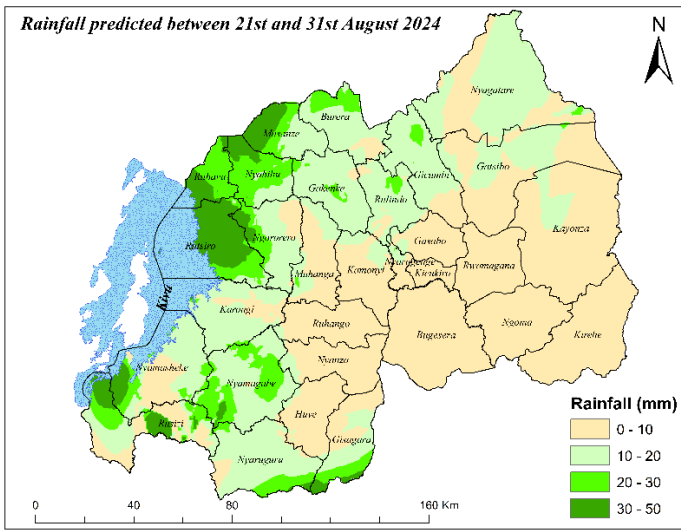 Rainfall predicted between 21st and 31st August 2024
N
Nyagatare
Burera
Musanze
Rubavu
Nyabihu
Gakenke
Gicumbi
Gatsibo
Rulindo
Rutsiro
Ngororero
Kayonza
Gasabo
Muhanga
Kamonyi
Nyarugenge
Kicukiro
Rwamagana
Kivu
Karongi
Ruhango
Bugesera
Ngoma
Kirehe
Nyamasheke
Nyanza
Nyamagabe
Huye
Rusizi
Gisagara
Nyaruguru
Rainfall (mm)
0 - 10
10 - 20
20 - 30
30 - 50
0 40 80 160 Km